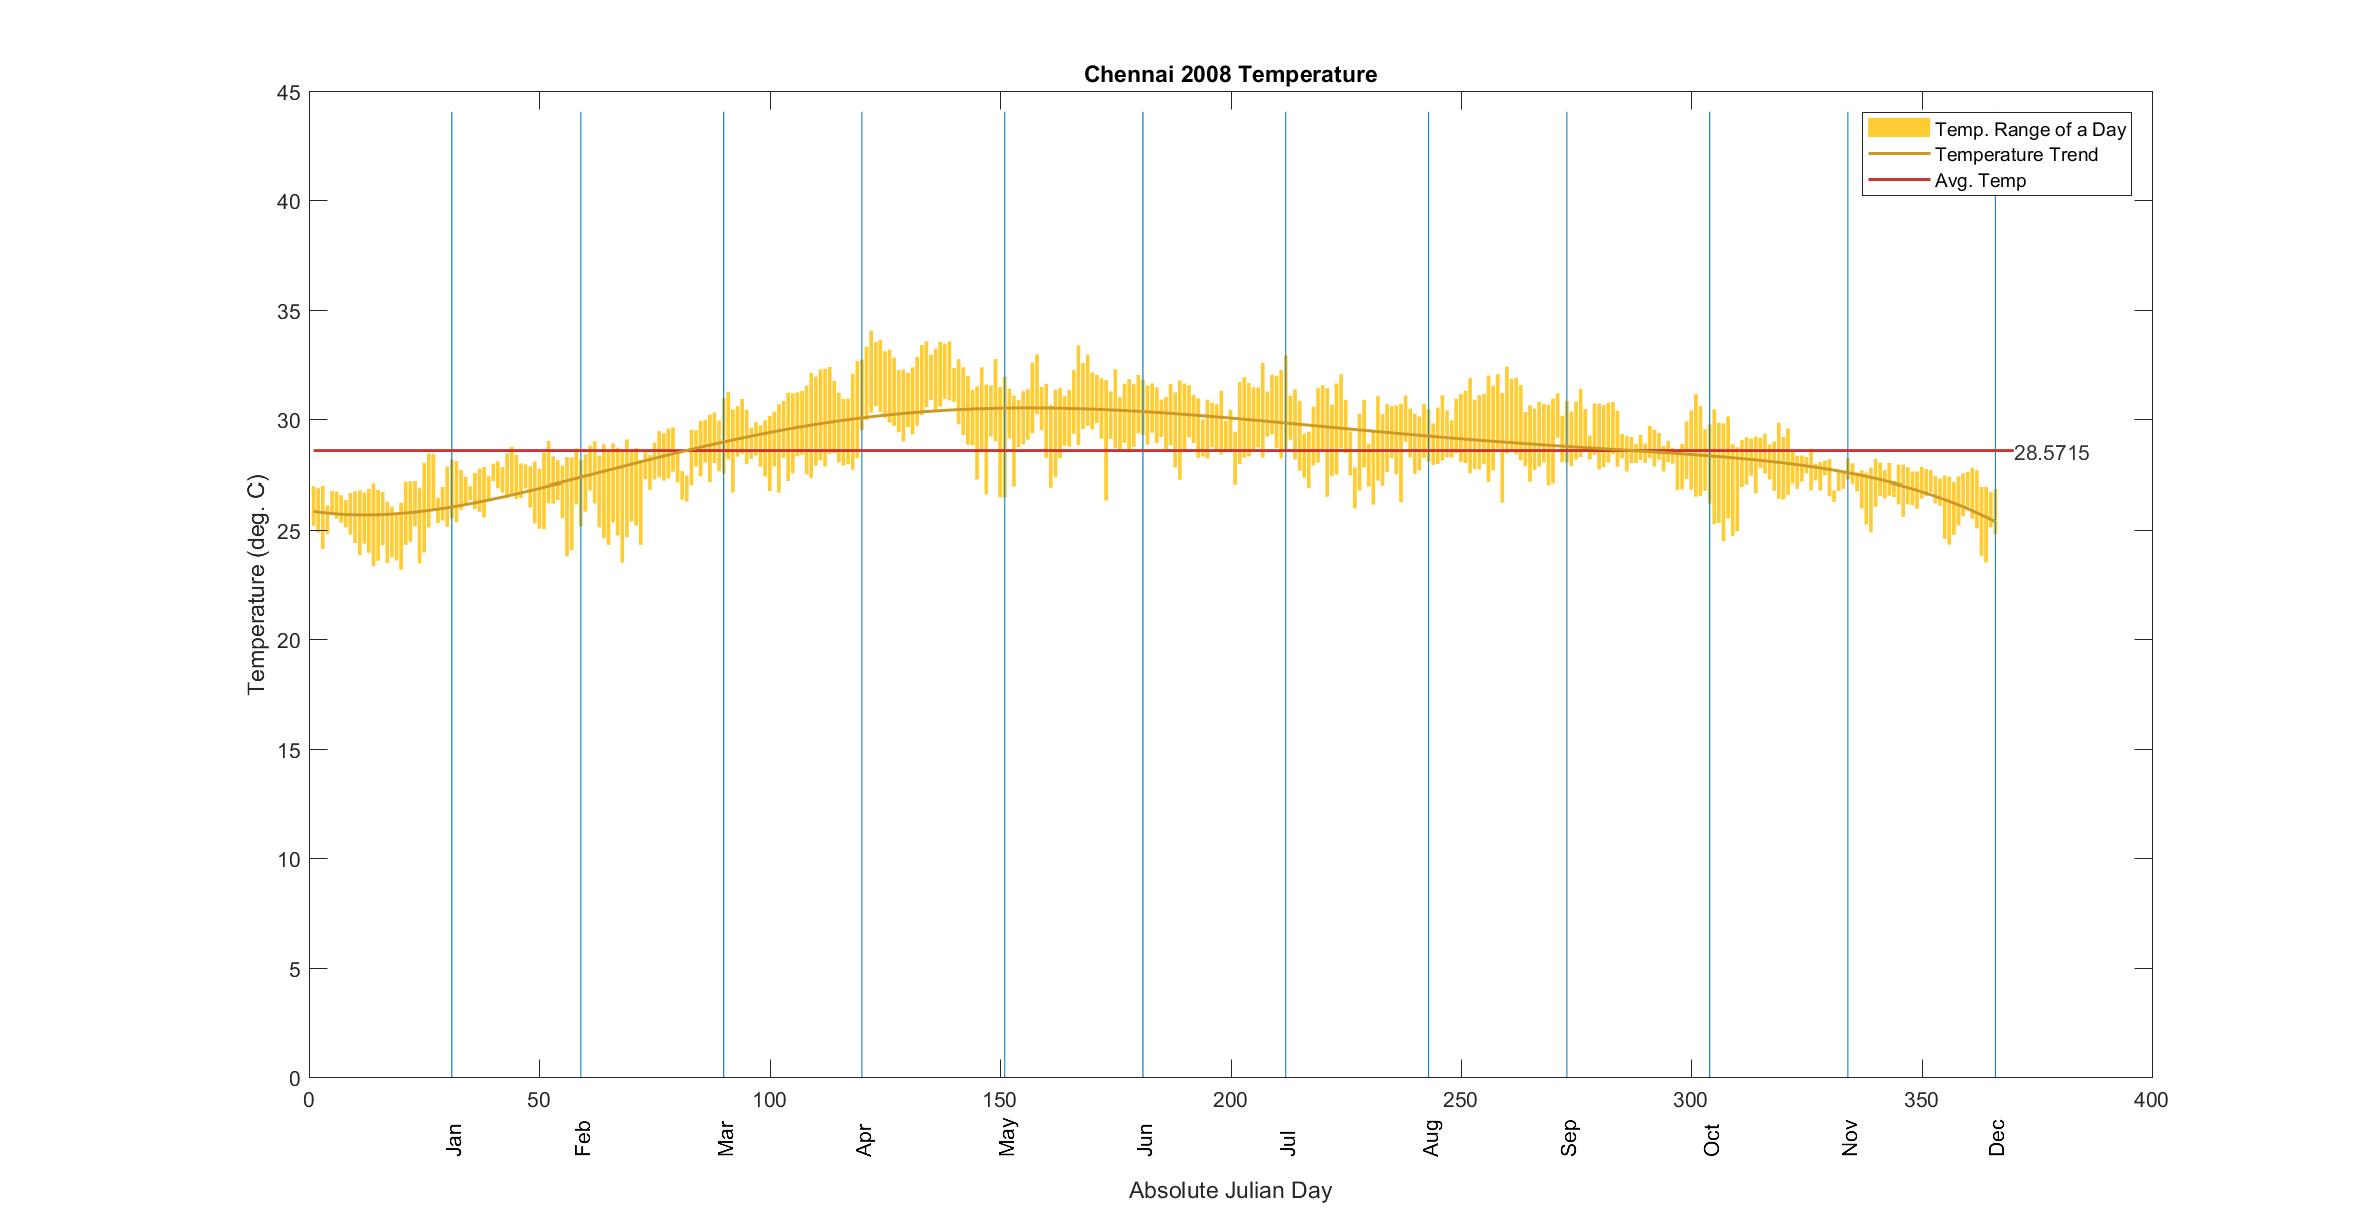 Chennai 2008 Temperature
45
40
35
30
25
20
15
10
5
0
Temperature (deg. C)
Temp. Range of a Day
Temperature Trend
Avg. Temp
28.5715
0 50 100 150 200 250 300 350 400
Jan Feb Mar Apr May Jun Jul Aug Sep Oct Nov Dec
Absolute Julian Day